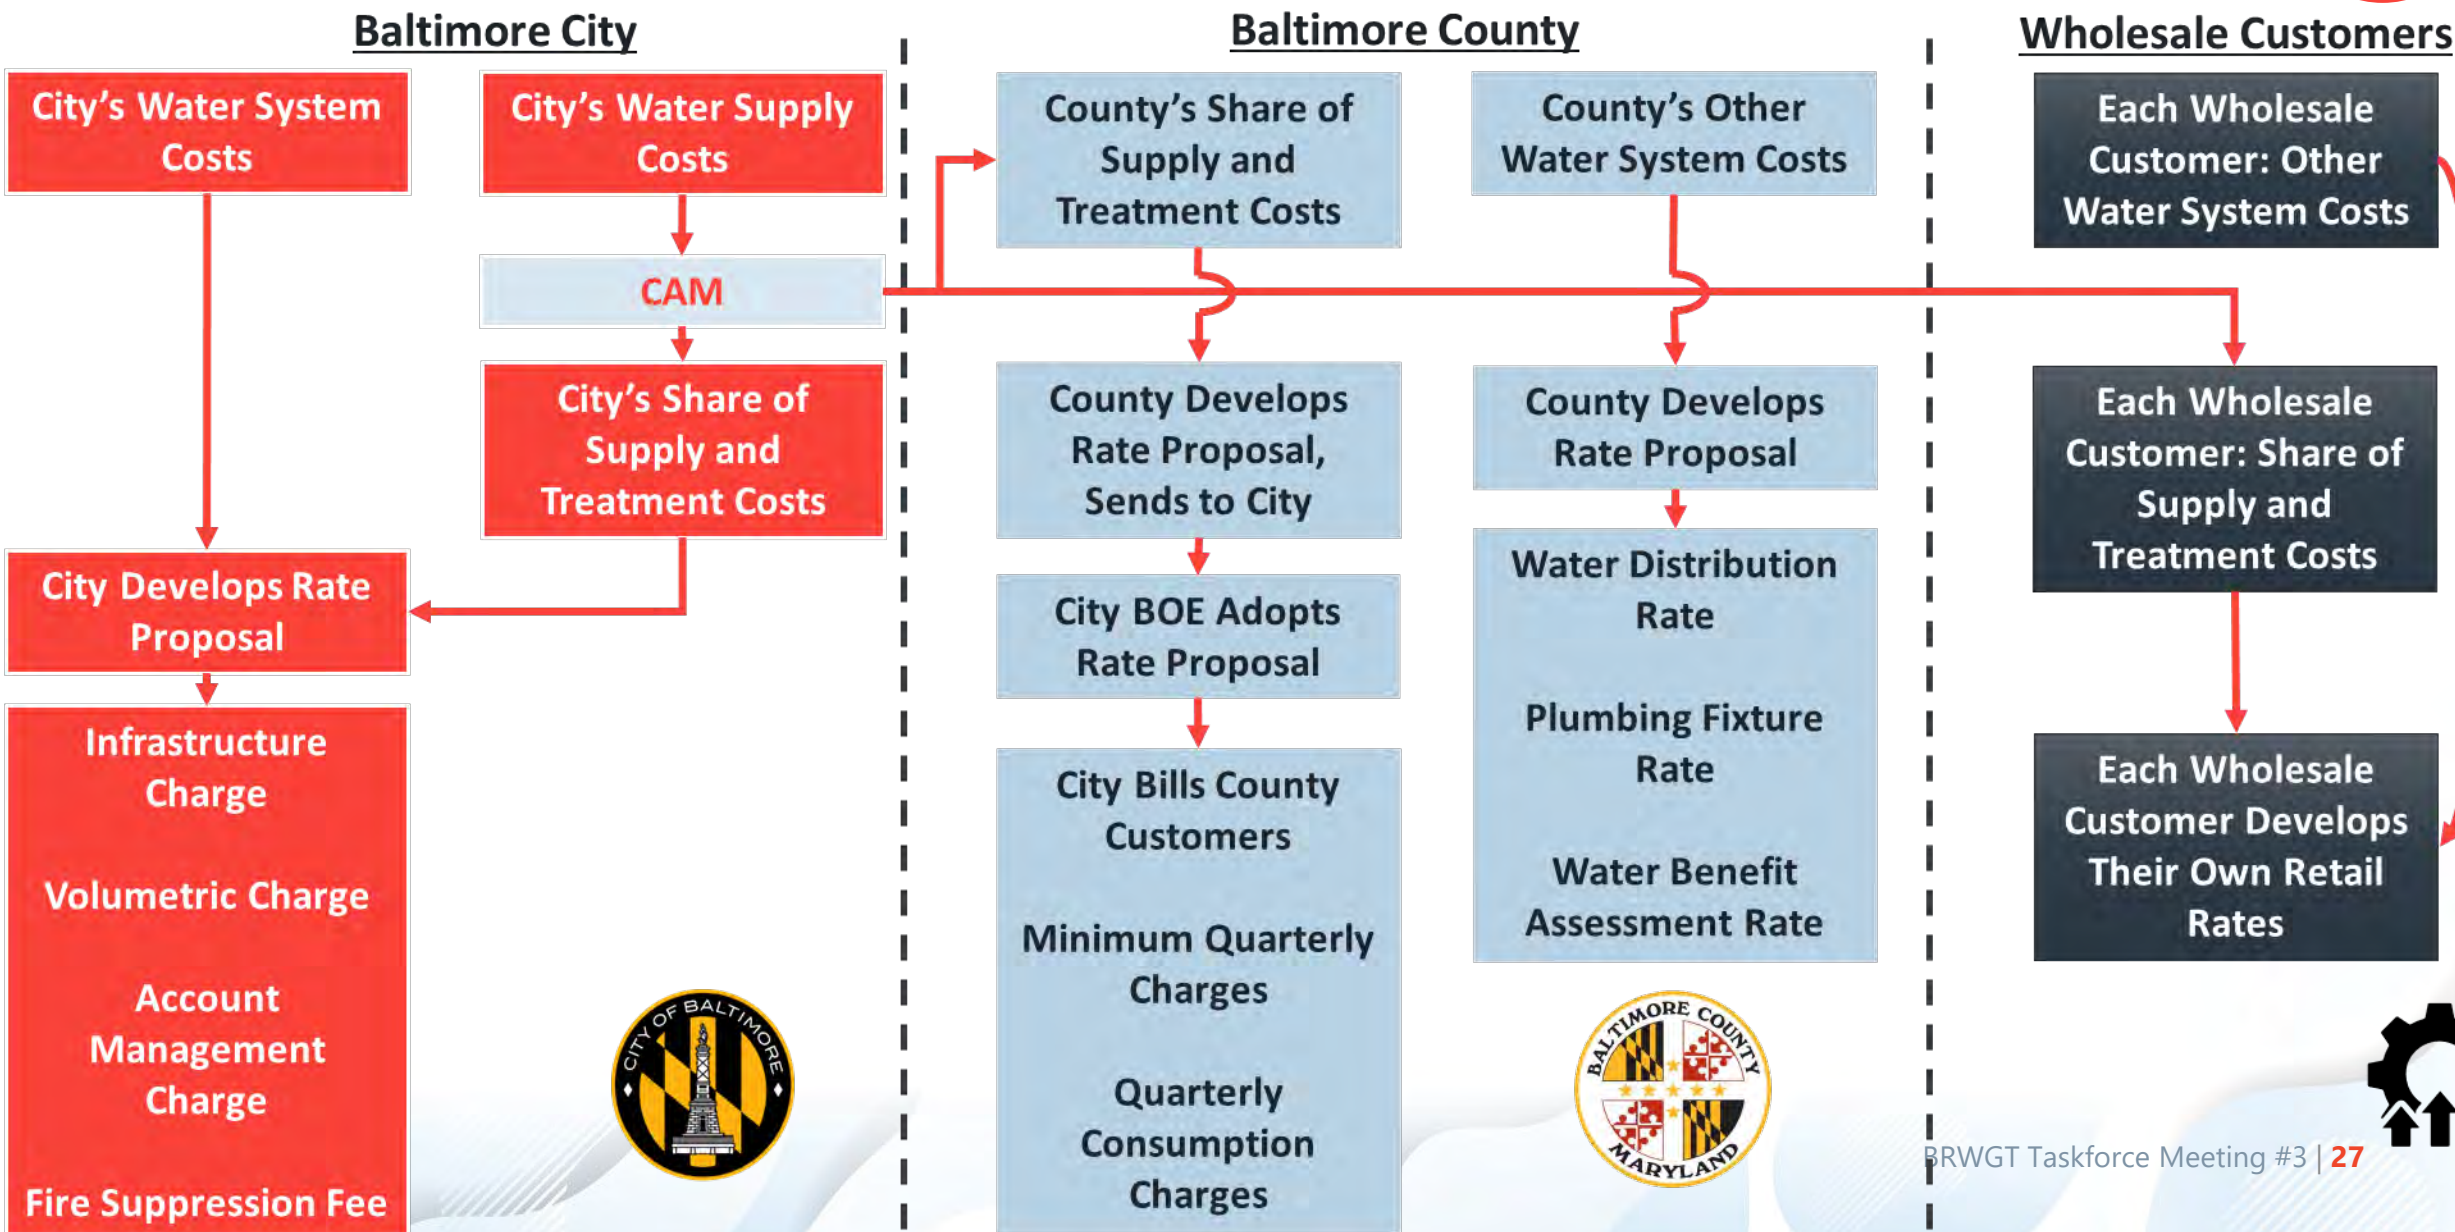 Baltimore City
City's Water System
Costs
City's Water Supply
Costs
CAM
City's Share of
Supply and
Treatment Costs
City Develops Rate
Proposal
Infrastructure
Charge
Volumetric Charge
Account
Management
Charge
Fire Suppression Fee
CITY OF BALTIMORE
Baltimore County
County's Share of
Supply and
Treatment Costs
County's Other
Water System Costs
County Develops
Rate Proposal,
Sends to City
County Develops
Rate Proposal
City BOE Adopts
Rate Proposal
Water Distribution
Rate
Plumbing Fixture
Rate
Water Benefit
Assessment Rate
City Bills County
Customers
Minimum Quarterly
Charges
Quarterly
Consumption
Charges
BALTIMORE COUNTY
MARYLAND
Wholesale Customers
Each Wholesale
Customer: Other
Water System Costs
Each Wholesale
Customer: Share of
Supply and
Treatment Costs
Each Wholesale
Customer Develops
Their Own Retail
Rates
BRWGT Taskforce Meeting #3 | 27